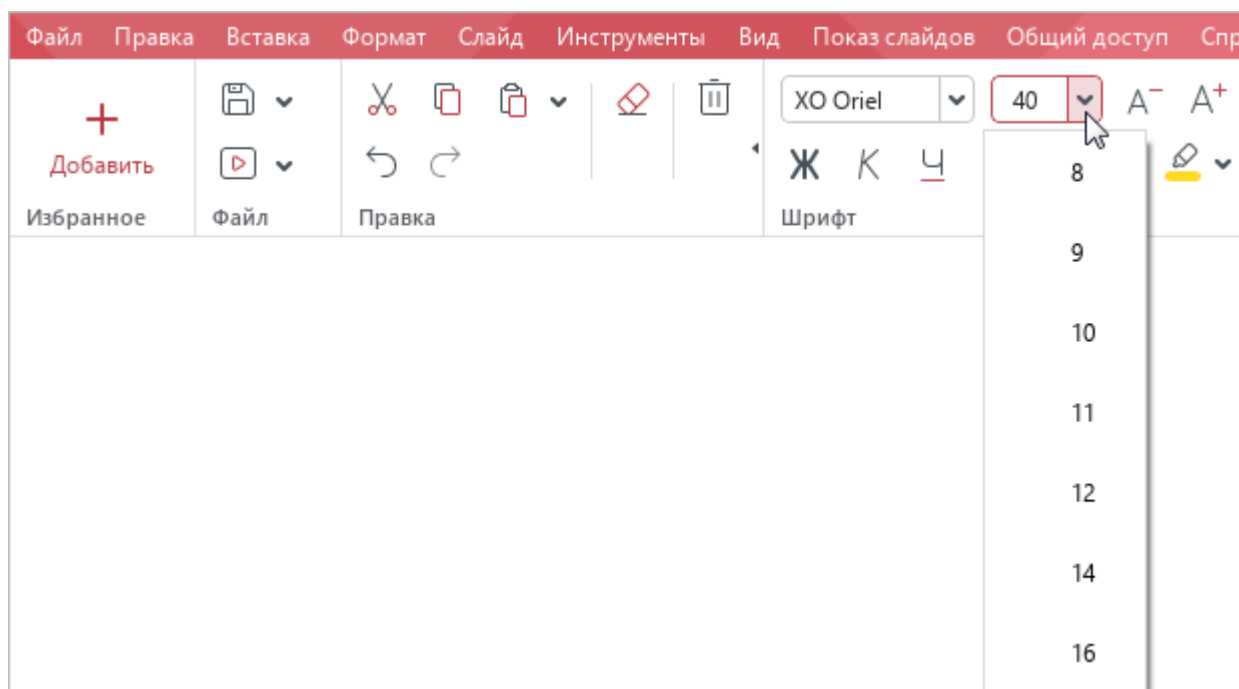 Файл Правка Вставка Формат Слайд Инструменты Вид Показ слайдов Общий доступ Спр
XO Oriel 40 A− A+
Добавить
Ж К Ч
Избранное Файл Правка Шрифт
8
9
10
11
12
14
16